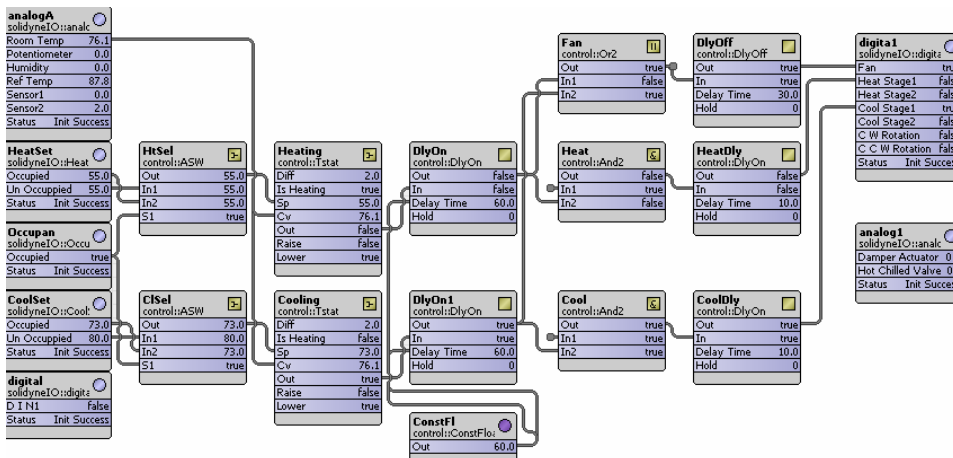 analogA
solidyneIO::analc
Room Temp 76.1
Potentiometer 0.0
Humidity 0.0
Ref Temp 87.8
Sensor1 0.0
Sensor2 2.0
Status Init Success
HeatSet
solidyneIO::Heat
Occupied 55.0
Un Occuppied 55.0
Status Init Success
Occupan
solidyneIO::Occu
Occupied true
Status Init Success
CoolSet
solidyneIO::Cool:
Occupied 73.0
Un Occuppied 80.0
Status Init Success
digital
solidyneIO::digita
D I N1 false
Status Init Success
HtSel
control::ASW
Out 55.0
In1 55.0
In2 55.0
S1 true
ClSel
control::ASW
Out 73.0
In1 80.0
In2 73.0
S1 true
Heating
control::Tstat
Diff 2.0
Is Heating true
Sp 55.0
Cv 76.1
Out false
Raise false
Lower true
Cooling
control::Tstat
Diff 2.0
Is Heating false
Sp 73.0
Cv 76.1
Out true
Raise false
Lower true
DlyOn
control::DlyOn
Out false
In false
Delay Time 60.0
Hold 0
DlyOn1
control::DlyOn
Out true
In true
Delay Time 60.0
Hold 0
ConstFl
control::ConstFloa
Out 60.0
Fan
control::Or2
Out true
In1 false
In2 true
Heat
control::And2
Out false
In1 true
In2 false
Cool
control::And2
Out true
In1 true
In2 true
DlyOff
control::DlyOff
Out true
In true
Delay Time 30.0
Hold 0
HeatDly
control::DlyOn
Out false
In false
Delay Time 10.0
Hold 0
CoolDly
control::DlyOn
Out true
In true
Delay Time 10.0
Hold 0
digita1
solidyneIO::digita
Fan tru
Heat Stage1 fals
Heat Stage2 fals
Cool Stage1 tru
Cool Stage2 fals
C W Rotation fals
C C W Rotation fals
Status Init Succes
analog1
solidyneIO::analc
Damper Actuator 0
Hot Chilled Valve 0
Status Init Succes